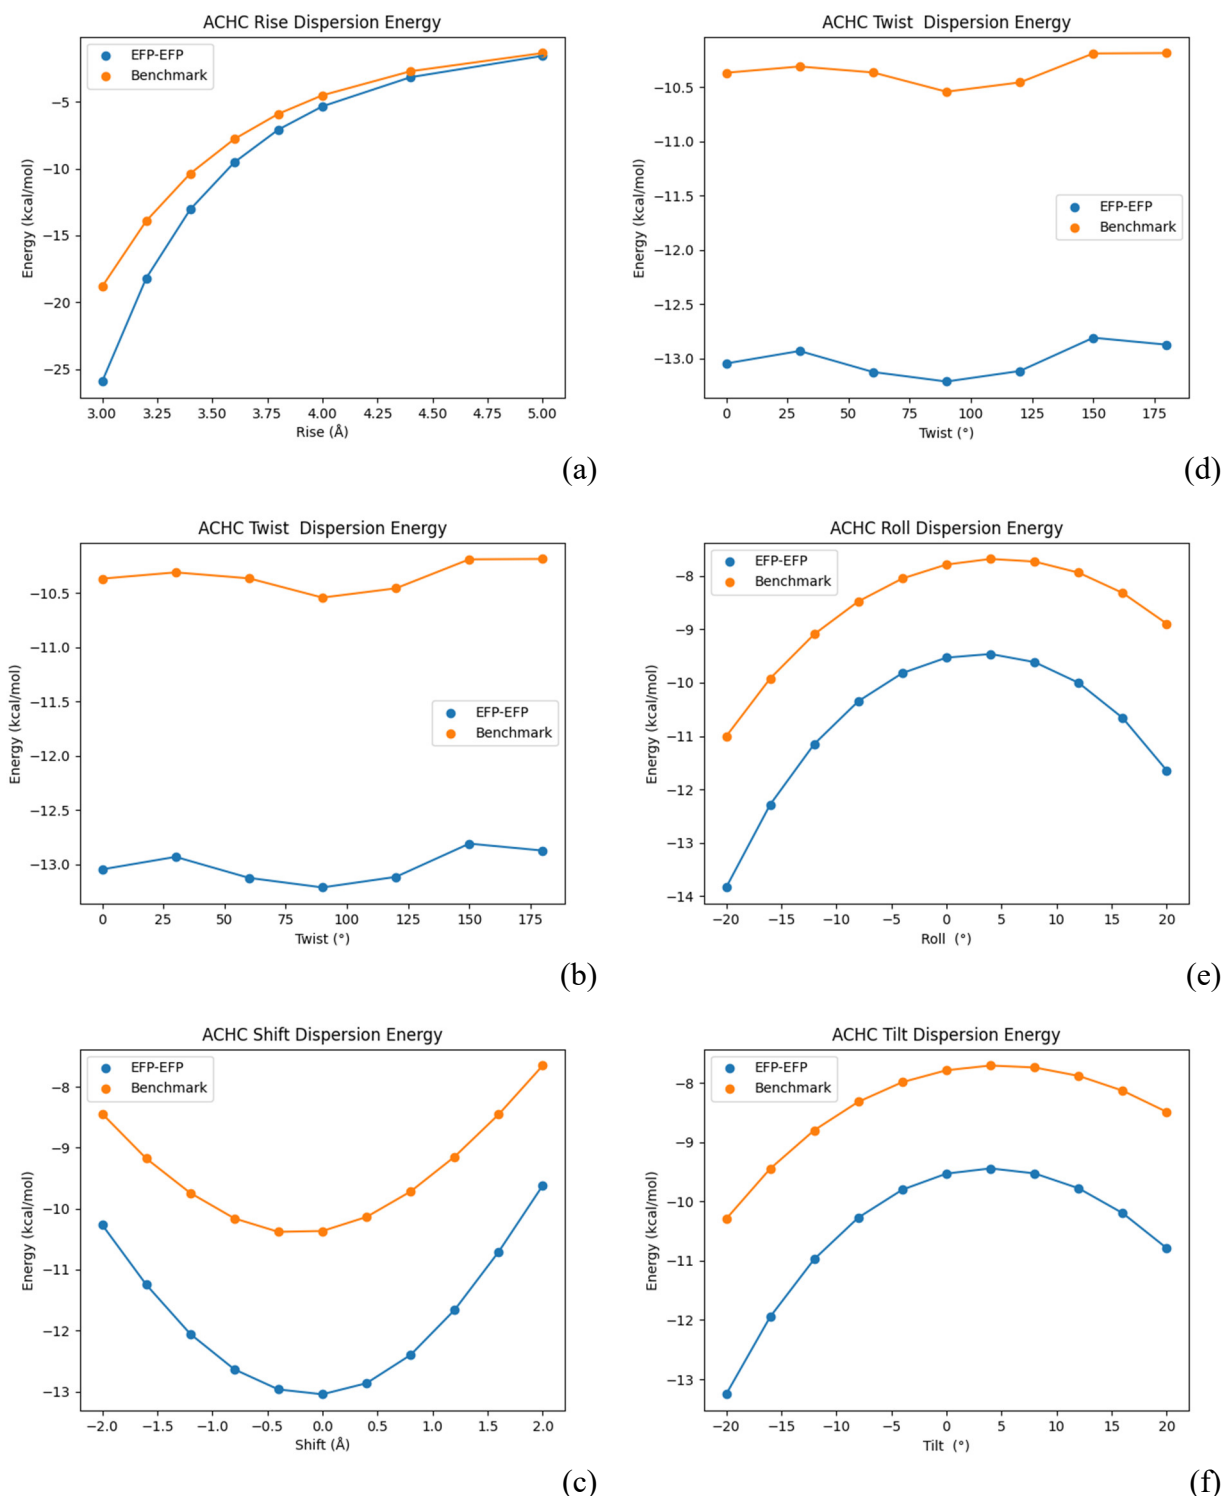 ACHC Rise Dispersion Energy
EFP-EFP
Benchmark
Energy (kcal/mol)
−5
−10
−15
−20
−25
3.00 3.25 3.50 3.75 4.00 4.25 4.50 4.75 5.00
Rise (Å)
(a)
ACHC Twist  Dispersion Energy
EFP-EFP
Benchmark
Energy (kcal/mol)
−10.5
−11.0
−11.5
−12.0
−12.5
−13.0
0 25 50 75 100 125 150 175
Twist (°)
(d)
ACHC Twist  Dispersion Energy
EFP-EFP
Benchmark
Energy (kcal/mol)
−10.5
−11.0
−11.5
−12.0
−12.5
−13.0
0 25 50 75 100 125 150 175
Twist (°)
(b)
ACHC Roll Dispersion Energy
EFP-EFP
Benchmark
Energy (kcal/mol)
−8
−9
−10
−11
−12
−13
−14
−20 −15 −10 −5 0 5 10 15 20
Roll  (°)
(e)
ACHC Shift Dispersion Energy
EFP-EFP
Benchmark
Energy (kcal/mol)
−8
−9
−10
−11
−12
−13
−2.0 −1.5 −1.0 −0.5 0.0 0.5 1.0 1.5 2.0
Shift (Å)
(c)
ACHC Tilt Dispersion Energy
EFP-EFP
Benchmark
Energy (kcal/mol)
−8
−9
−10
−11
−12
−13
−20 −15 −10 −5 0 5 10 15 20
Tilt  (°)
(f)